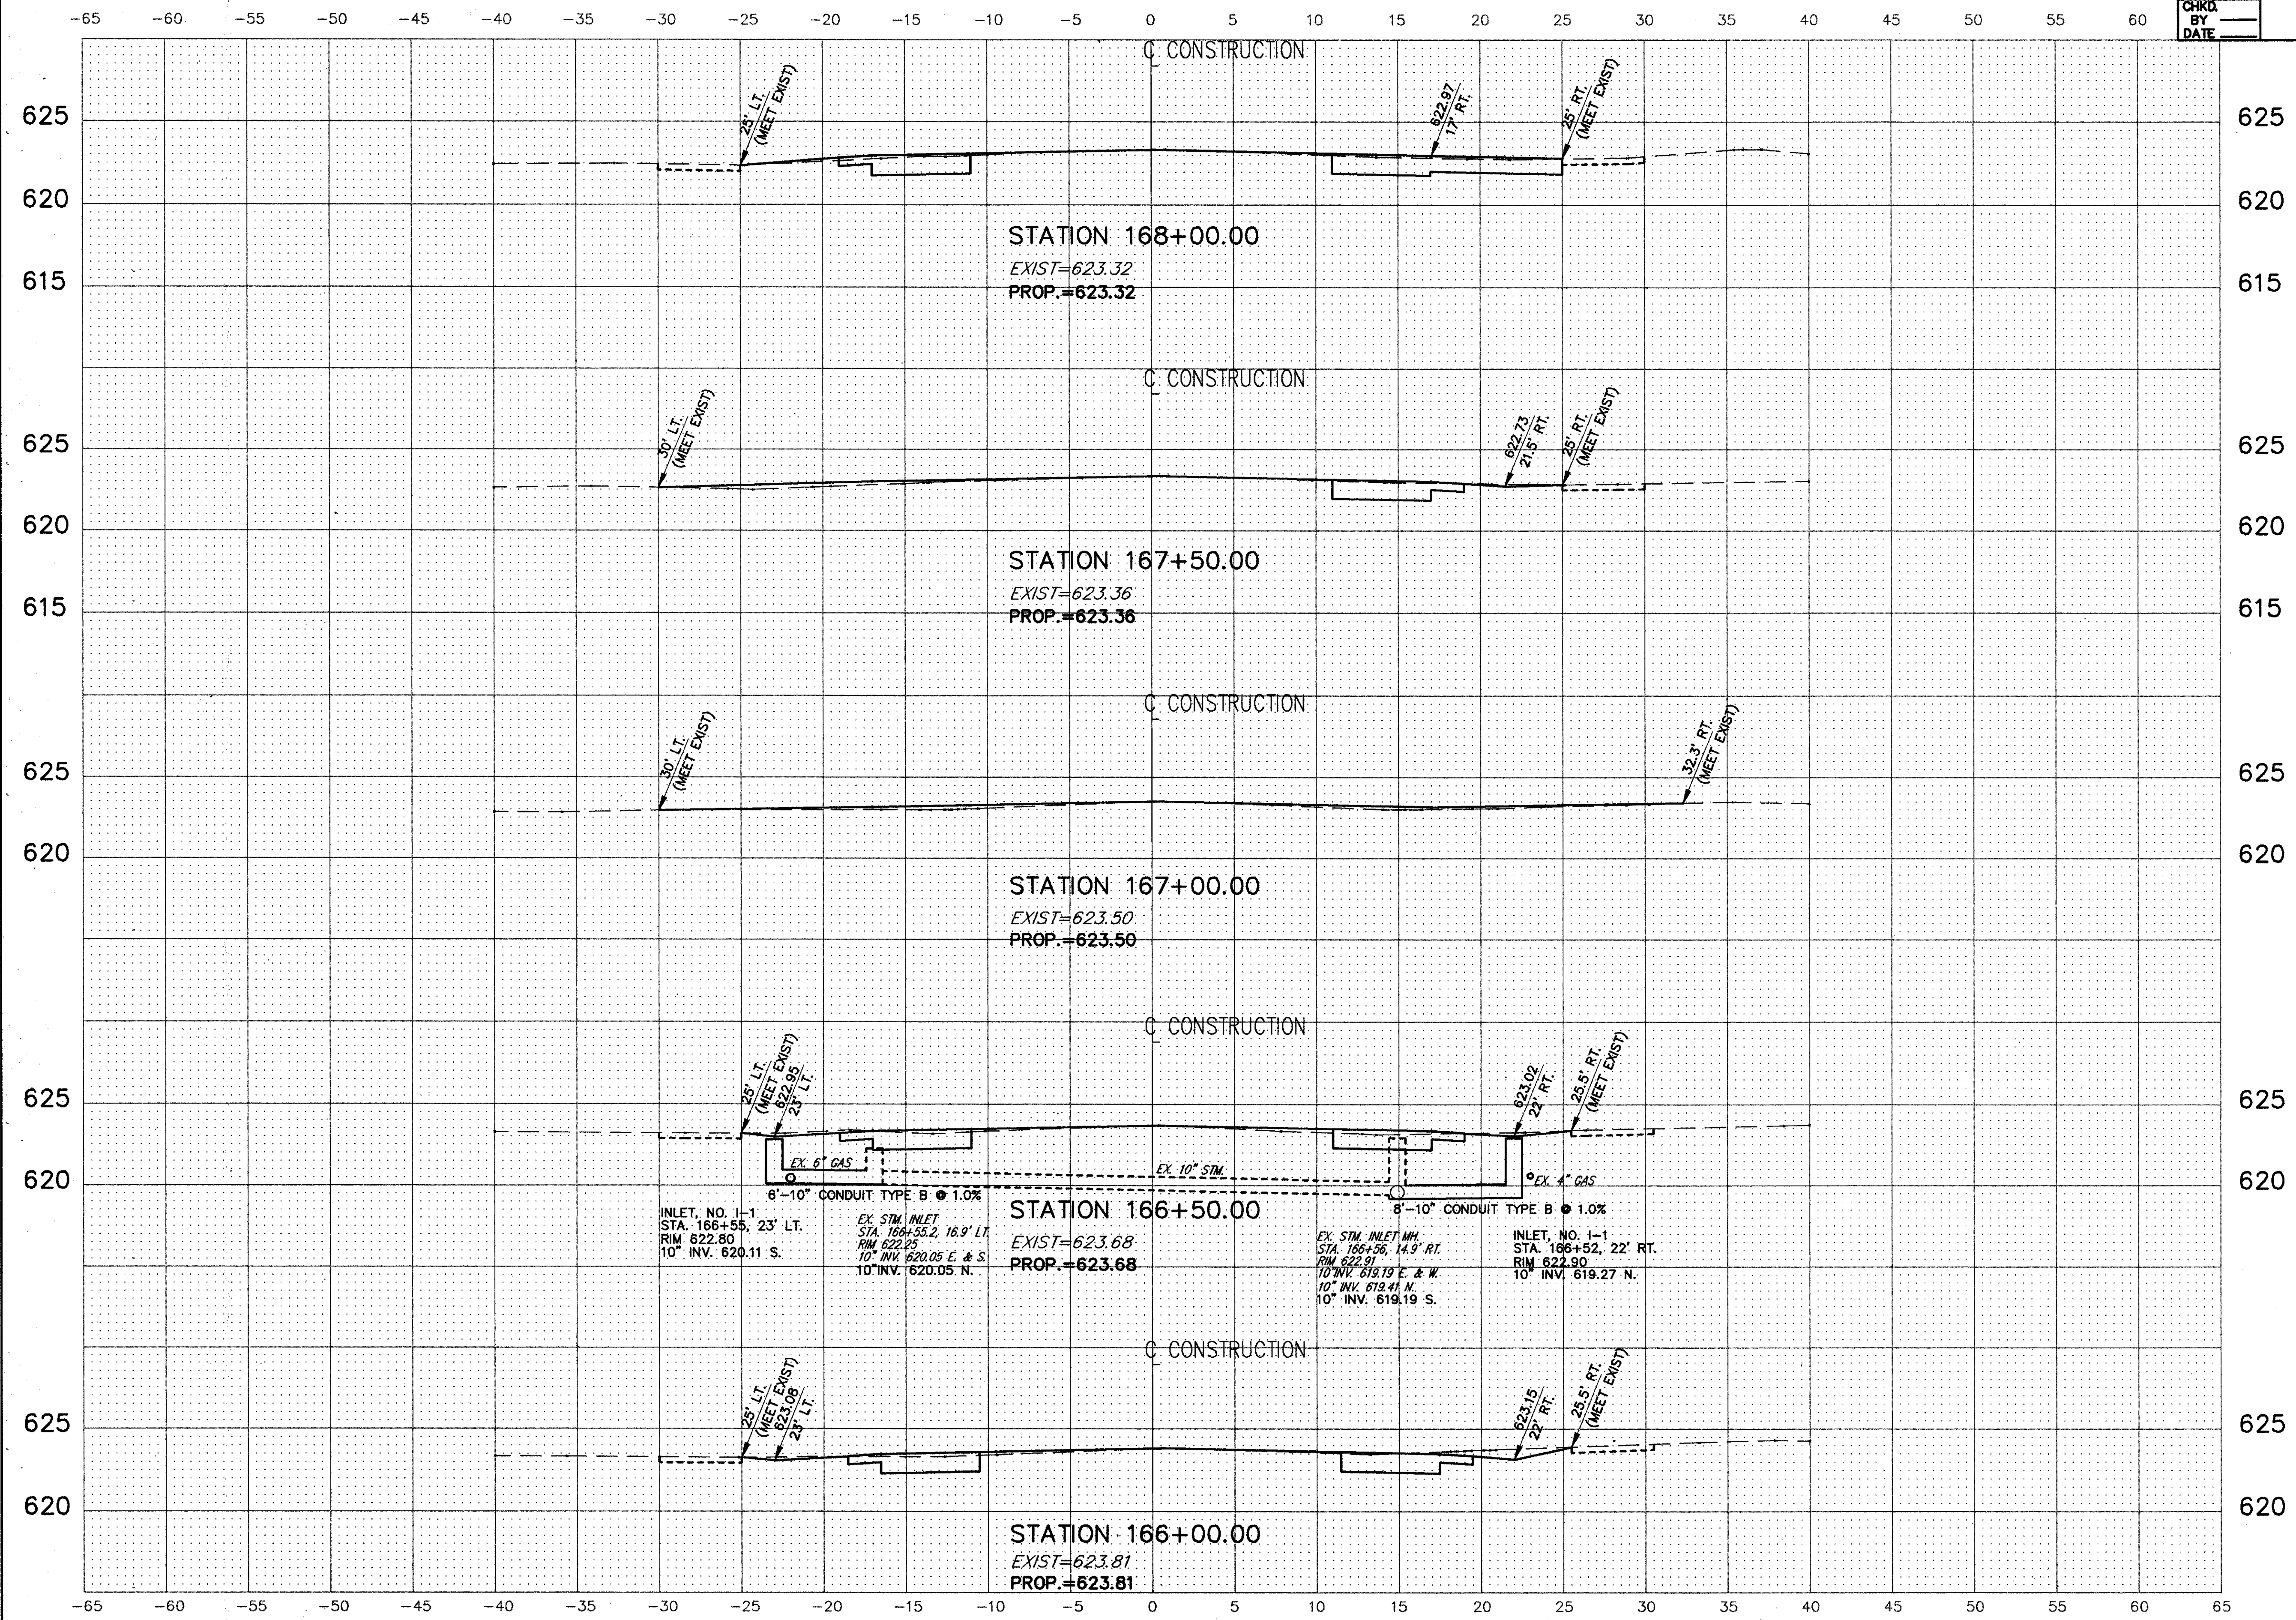 CHKD.
BY
DATE
-65 -60 -55 -50 -45 -40 -35 -30 -25 -20 -15 -10 -5 0 5 10 15 20 25 30 35 40 45 50 55 60
C CONSTRUCTION
25' LT.
(MEET EXIST)
622.97
17' RT.
25' RT.
(MEET EXIST)
625 625
620 620
STATION 168+00.00
EXIST=623.32
PROP.=623.32
615 615
C CONSTRUCTION
30' LT.
(MEET EXIST)
622.73
21.5' RT.
25' RT.
(MEET EXIST)
625 625
620 620
STATION 167+50.00
EXIST=623.36
PROP.=623.36
615 615
C CONSTRUCTION
30' LT.
(MEET EXIST)
32.3' RT.
(MEET EXIST)
625 625
620 620
STATION 167+00.00
EXIST=623.50
PROP.=623.50
C CONSTRUCTION
25' LT.
(MEET EXIST)
622.95
23' LT.
623.02
22' RT.
25.5' RT.
(MEET EXIST)
625 625
EX. 6" GAS
EX. 10" STM.
EX. 4" GAS
620 620
6'-10" CONDUIT TYPE B @ 1.0%
8'-10" CONDUIT TYPE B @ 1.0%
STATION 166+50.00
EXIST=623.68
PROP.=623.68
INLET, NO. I-1
STA. 166+55, 23' LT.
RIM 622.80
10" INV. 620.11 S.
EX. STM. INLET
STA. 166+55.2, 16.9' LT.
RIM 622.25
10" INV. 620.05 E. & S.
10"INV. 620.05 N.
EX. STM. INLET MH.
STA. 166+56, 14.9' RT.
RIM 622.91
10"INV. 619.19 E. & W.
10" INV. 619.41 N.
10" INV. 619.19 S.
INLET, NO. I-1
STA. 166+52, 22' RT.
RIM 622.90
10" INV. 619.27 N.
C CONSTRUCTION
25' LT.
(MEET EXIST)
623.08
23' LT.
623.15
22' RT.
25.5' RT.
(MEET EXIST)
625 625
620 620
STATION 166+00.00
EXIST=623.81
PROP.=623.81
-65 -60 -55 -50 -45 -40 -35 -30 -25 -20 -15 -10 -5 0 5 10 15 20 25 30 35 40 45 50 55 60 65